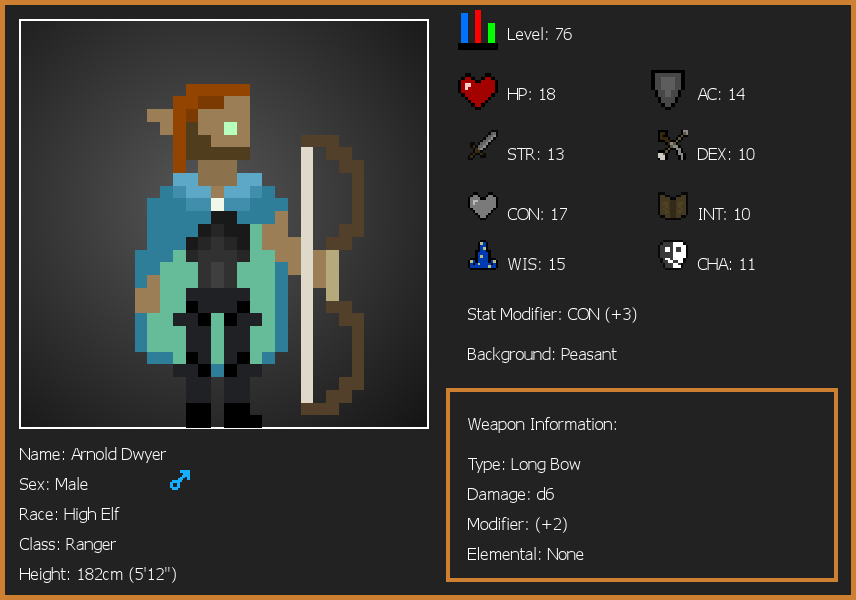 Level: 76
HP: 18
AC: 14
STR: 13
DEX: 10
CON: 17
INT: 10
WIS: 15
CHA: 11
Stat Modifier: CON (+3)
Background: Peasant
Weapon Information:
Type: Long Bow
Damage: d6
Modifier: (+2)
Elemental: None
Name: Arnold Dwyer
Sex: Male
Race: High Elf
Class: Ranger
Height: 182cm (5'12")